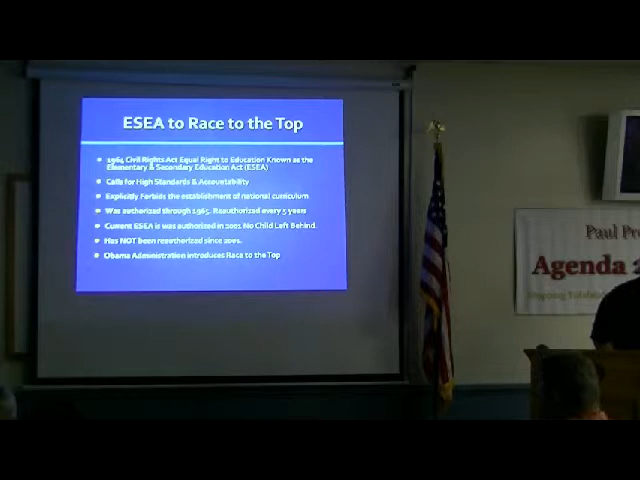 ESEA to Race to the Top
1964 Civil Rights Act Equal Right to Education Known as the
Elementary & Secondary Education Act (ESEA)
Calls for High Standards & Accountability
Explicitly Forbids the establishment of national curriculum
Was authorized through 1965. Reauthorized every 5 years
Current ESEA is was authorized in 2001 No Child Left Behind.
Has NOT been reauthorized since 2001.
Obama Administration introduces Race to the Top
Paul
Agenda